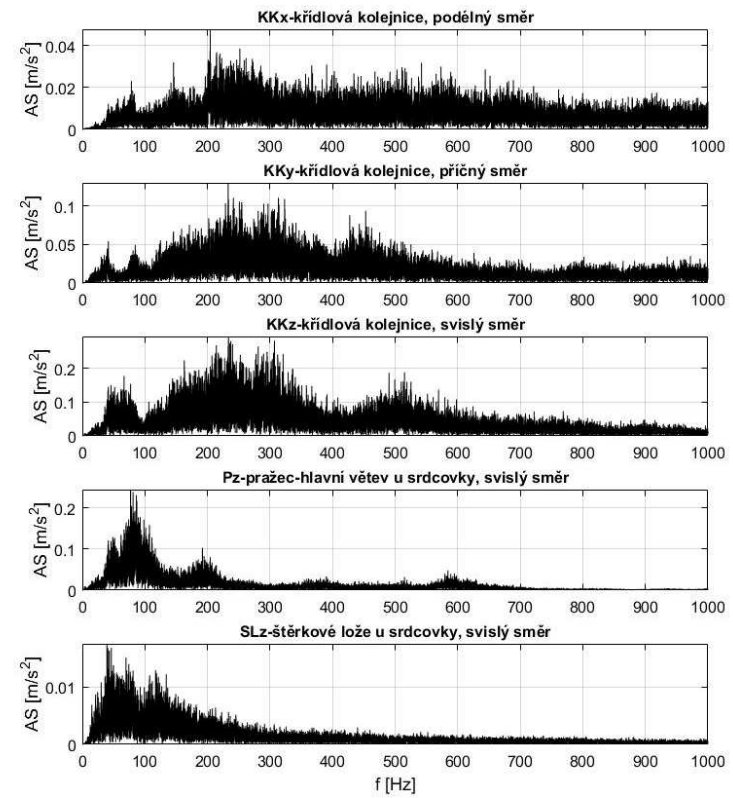 KKx-křídlová kolejnice, podélný směr
AS [m/s²]
0.04
0.02
0
0 100 200 300 400 500 600 700 800 900 1000
KKy-křídlová kolejnice, příčný směr
AS [m/s²]
0.1
0.05
0
0 100 200 300 400 500 600 700 800 900 1000
KKz-křídlová kolejnice, svislý směr
AS [m/s²]
0.2
0.1
0
0 100 200 300 400 500 600 700 800 900 1000
Pz-pražec-hlavní větev u srdcovky, svislý směr
AS [m/s²]
0.2
0.1
0
0 100 200 300 400 500 600 700 800 900 1000
SLz-štěrkové lože u srdcovky, svislý směr
AS [m/s²]
0.01
0
0 100 200 300 400 500 600 700 800 900 1000
f [Hz]